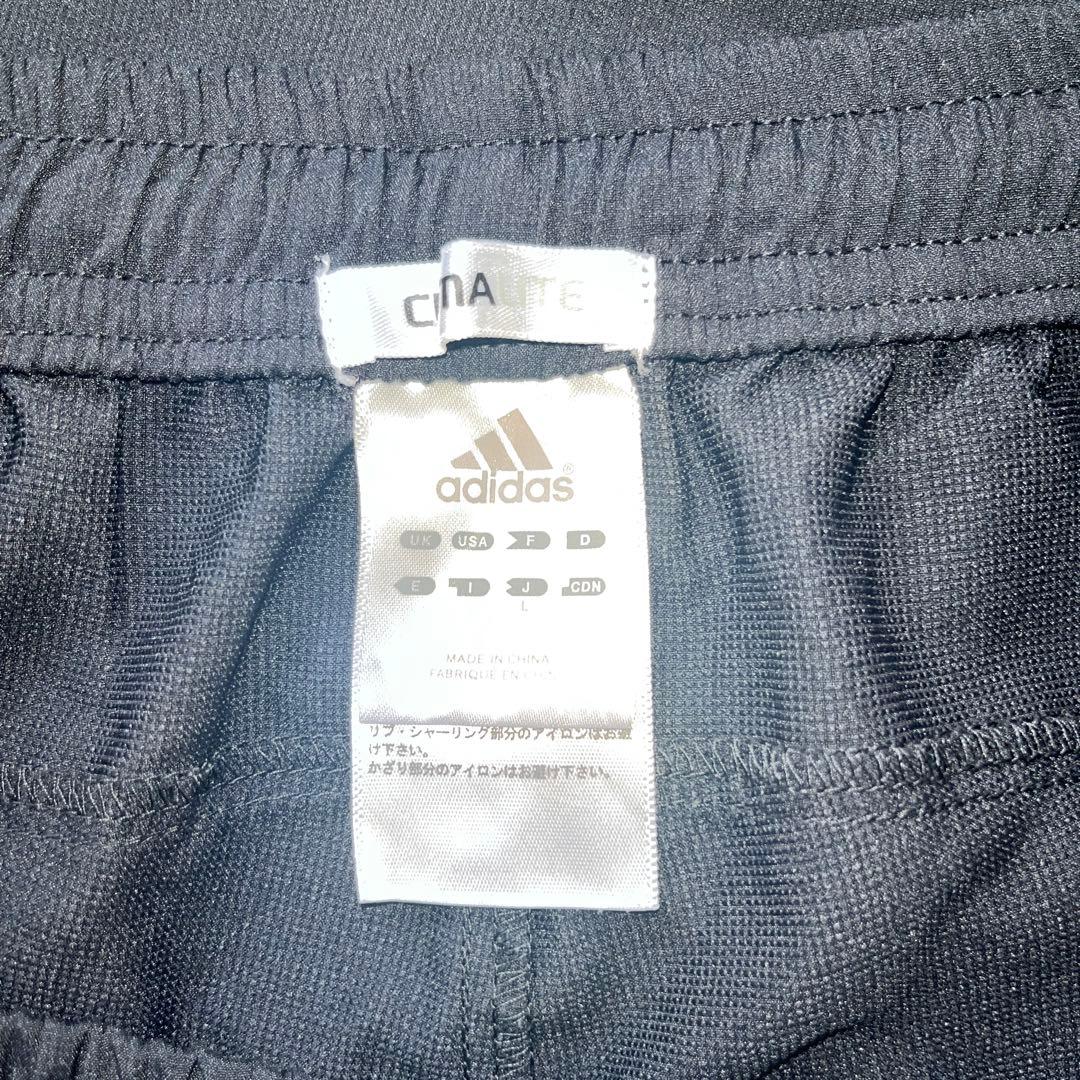 adidas®
UK USA F D
E I J CDN
L
MADE IN CHINA
FABRIQUE EN
リブ・シャーリング部分のアイロンはお避
け下さい。
かざり部分のアイロンはお避け下さい。